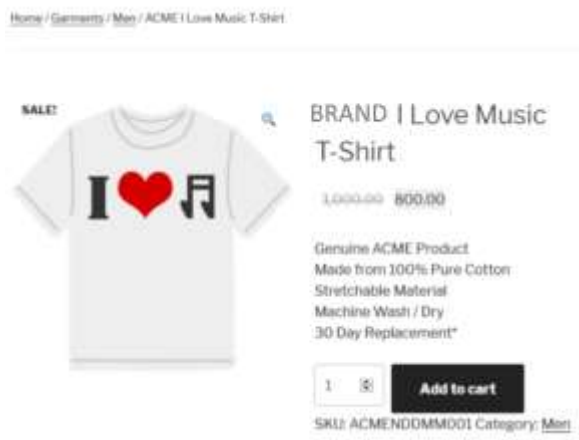 Home / Garments / Men / ACME I Love Music T-Shirt
SALE!
BRAND I Love Music
T-Shirt
1,000.00 800.00
I
Genuine ACME Product
Made from 100% Pure Cotton
Stretchable Material
Machine Wash / Dry
30 Day Replacement*
1
Add to cart
SKU: ACMENDDMM001 Category: Men